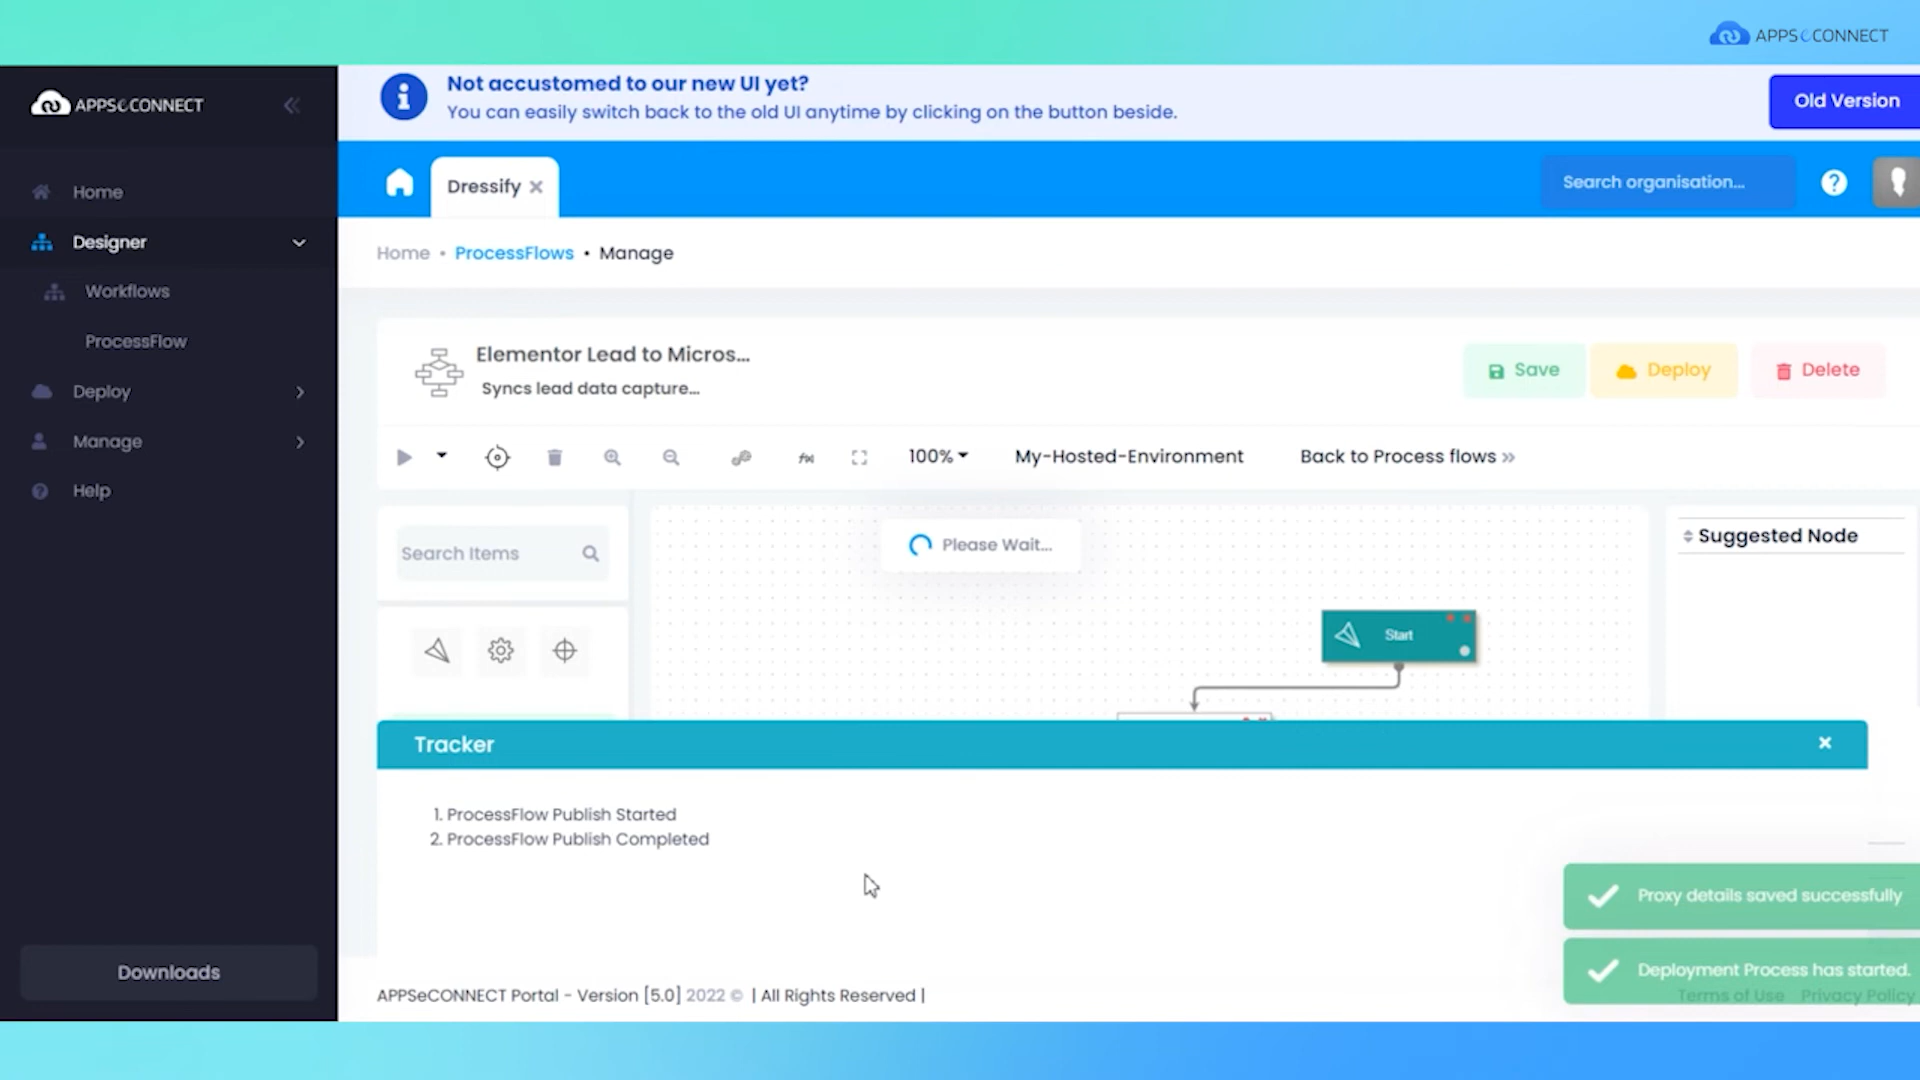 APPSeCONNECT
APPSeCONNECT
Not accustomed to our new UI yet?
You can easily switch back to the old UI anytime by clicking on the button beside.
Old Version
Home
Designer
Workflows
ProcessFlow
Deploy
Manage
Help
Downloads
Dressify
Search organisation...
Home • ProcessFlows • Manage
Elementor Lead to Micros...
Syncs lead data capture...
Save
Deploy
Delete
100%
My-Hosted-Environment
Back to Process flows »
Search Items
Please Wait...
Start
Suggested Node
Tracker
1. ProcessFlow Publish Started
2. ProcessFlow Publish Completed
Proxy details saved successfully
Deployment Process has started.
APPSeCONNECT Portal - Version [5.0] 2022 © | All Rights Reserved |
Terms of Use Privacy Policy